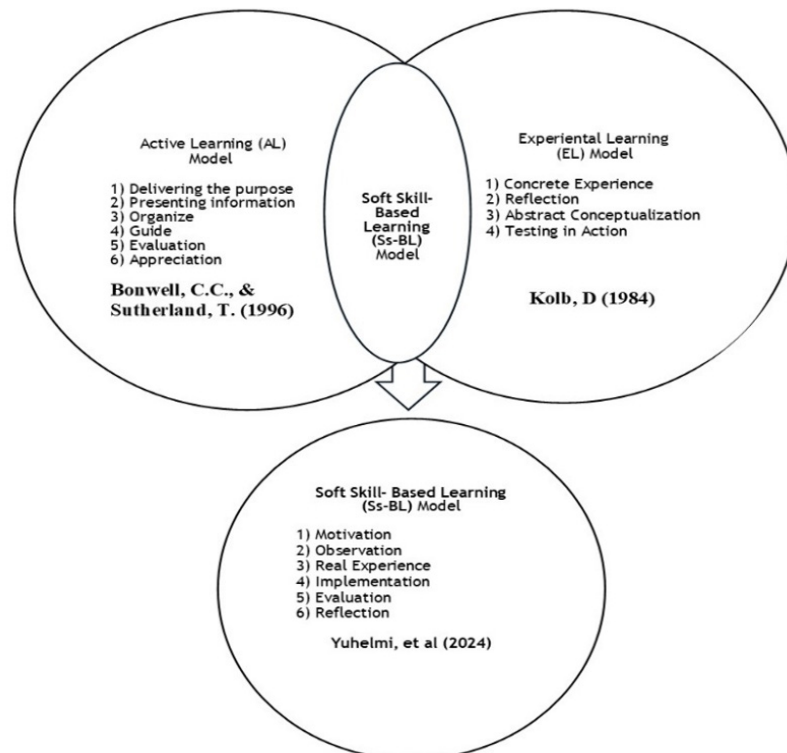 Active Learning (AL)
Model
1) Delivering the purpose
2) Presenting information
3) Organize
4) Guide
5) Evaluation
6) Appreciation
Bonwell, C.C., &
Sutherland, T. (1996)
Soft Skill-
Based
Learning
(Ss-BL)
Model
Experiental Learning
(EL) Model
1) Concrete Experience
2) Reflection
3) Abstract Conceptualization
4) Testing in Action
Kolb, D (1984)
Soft Skill- Based Learning
(Ss-BL) Model
1) Motivation
2) Observation
3) Real Experience
4) Implementation
5) Evaluation
6) Reflection
Yuhelmi, et al (2024)